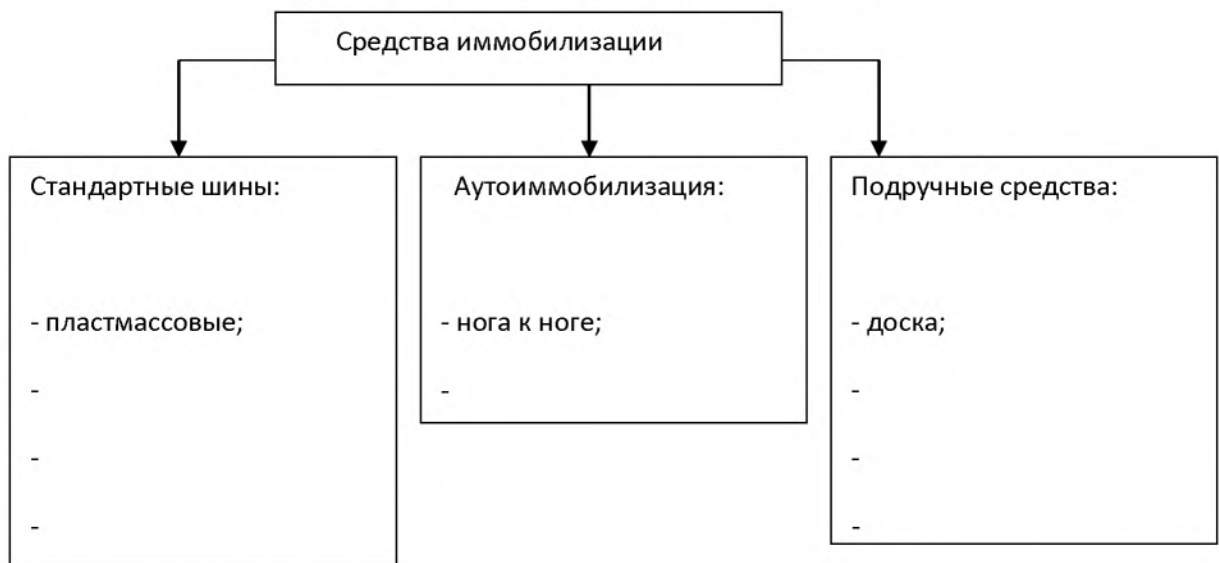 Средства иммобилизации
Стандартные шины:
- пластмассовые;
-
-
-
Аутоиммобилизация:
- нога к ноге;
-
Подручные средства:
- доска;
-
-
-